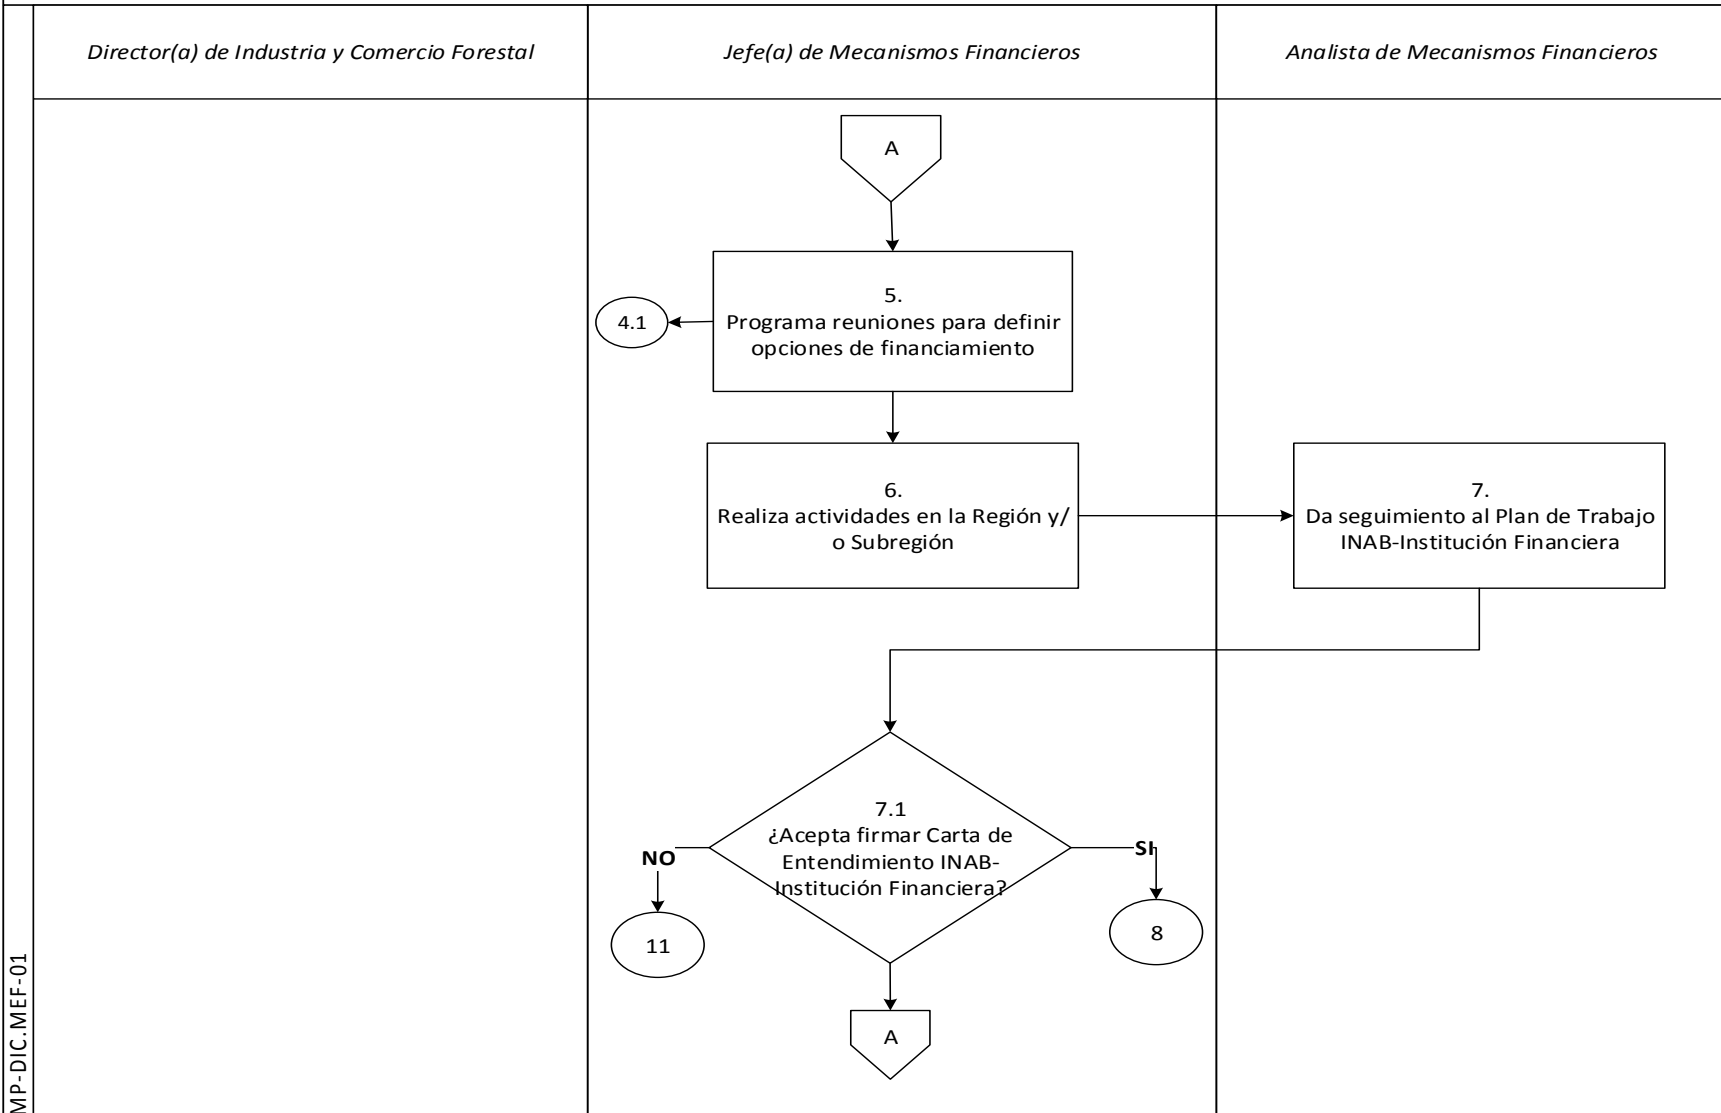 Director(a) de Industria y Comercio Forestal
Jefe(a) de Mecanismos Financieros
Analista de Mecanismos Financieros
A
5.
Programa reuniones para definir
opciones de financiamiento
4.1
6.
Realiza actividades en la Región y/
o Subregión
7.
Da seguimiento al Plan de Trabajo
INAB-Institución Financiera
7.1
¿Acepta firmar Carta de
Entendimiento INAB-
Institución Financiera?
NO
SI
11
8
A
MP-DIC.MEF-01